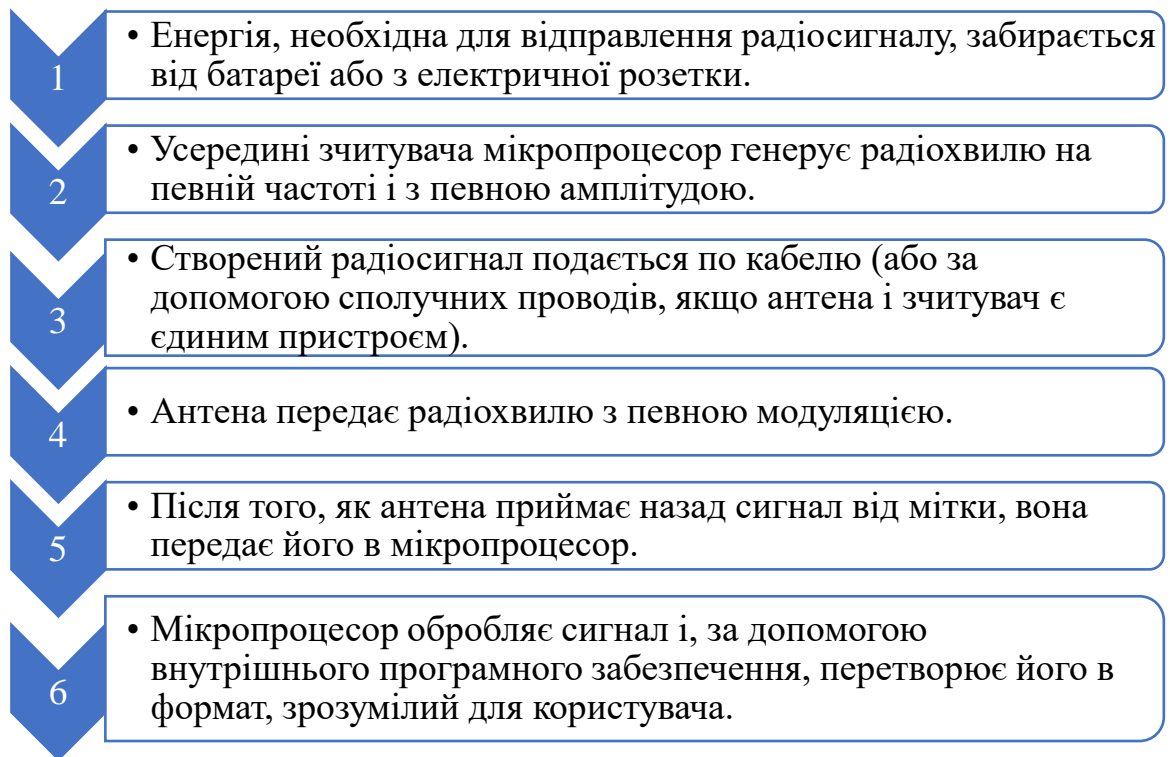 1
• Енергія, необхідна для відправлення радіосигналу, забирається
від батареї або з електричної розетки.
2
• Усередині зчитувача мікропроцесор генерує радіохвилю на
певній частоті і з певною амплітудою.
3
• Створений радіосигнал подається по кабелю (або за
допомогою сполучних проводів, якщо антена і зчитувач є
єдиним пристроєм).
4
• Антена передає радіохвилю з певною модуляцією.
5
• Після того, як антена приймає назад сигнал від мітки, вона
передає його в мікропроцесор.
6
• Мікропроцесор обробляє сигнал і, за допомогою
внутрішнього програмного забезпечення, перетворює його в
формат, зрозумілий для користувача.